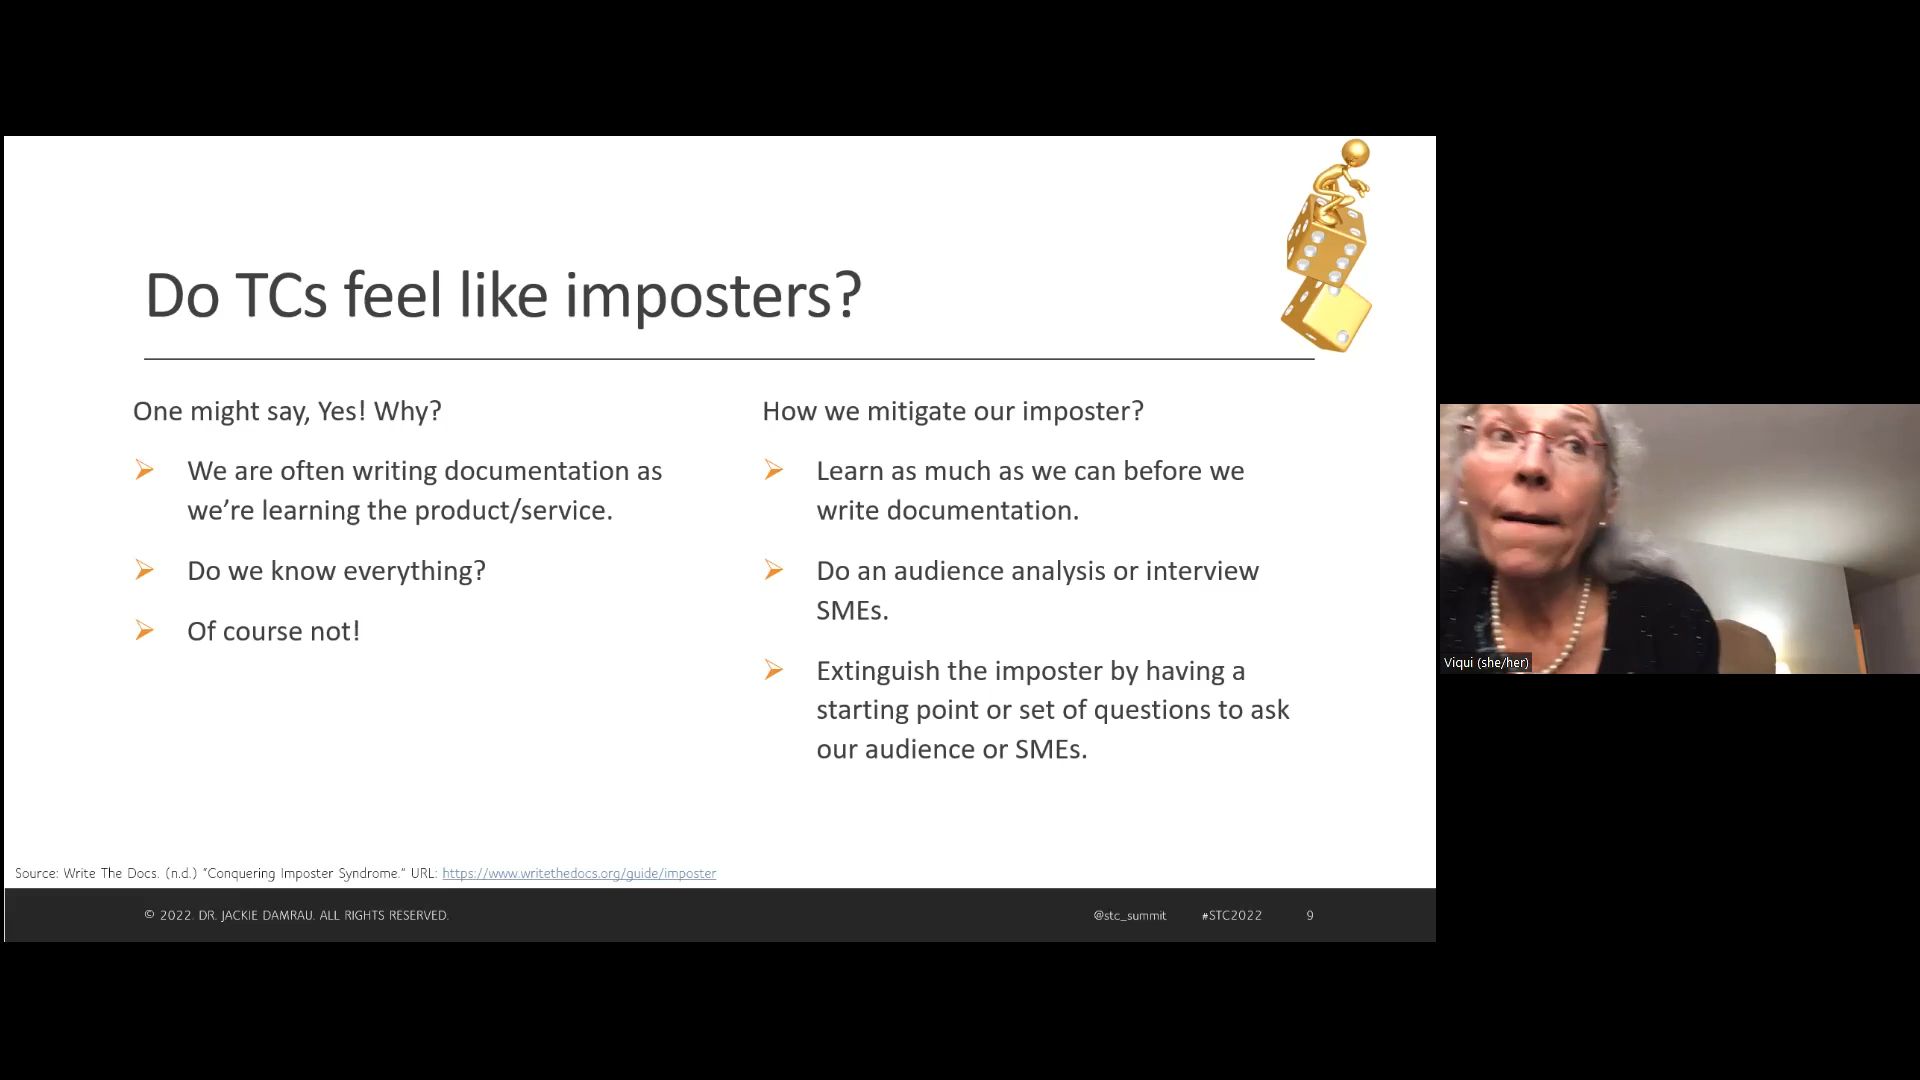 Do TCs feel like imposters?
One might say, Yes! Why?
We are often writing documentation as
we’re learning the product/service.
Do we know everything?
Of course not!
How we mitigate our imposter?
Learn as much as we can before we
write documentation.
Do an audience analysis or interview
SMEs.
Extinguish the imposter by having a
starting point or set of questions to ask
our audience or SMEs.
Source: Write The Docs. (n.d.) “Conquering Imposter Syndrome.” URL: https://www.writethedocs.org/guide/imposter
© 2022. DR. JACKIE DAMRAU. ALL RIGHTS RESERVED.
@stc_summit #STC2022 9
Viqui (she/her)